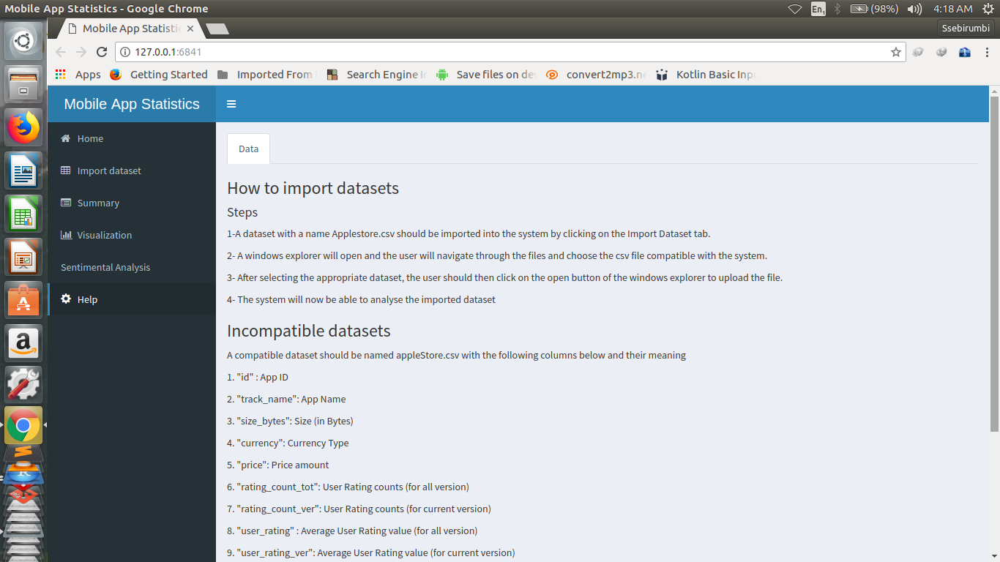 Mobile App Statistics - Google Chrome
En1
(98%)
4:18 AM
Mobile App Statisti
Ssebirumbi
127.0.0.1:6841
Apps
Getting Started
Imported From
Search Engine I
Save files on de
convert2mp3.ne
Kotlin Basic Inp
Mobile App Statistics
Home
Import dataset
Summary
Visualization
Sentimental Analysis
Help
Data
How to import datasets
Steps
1-A dataset with a name Applestore.csv should be imported into the system by clicking on the Import Dataset tab.
2- A windows explorer will open and the user will navigate through the files and choose the csv file compatible with the system.
3- After selecting the appropriate dataset, the user should then click on the open button of the windows explorer to upload the file.
4- The system will now be able to analyse the imported dataset
Incompatible datasets
A compatible dataset should be named appleStore.csv with the following columns below and their meaning
1. "id" : App ID
2. "track_name": App Name
3. "size_bytes": Size (in Bytes)
4. "currency": Currency Type
5. "price": Price amount
6. "rating_count_tot": User Rating counts (for all version)
7. "rating_count_ver": User Rating counts (for current version)
8. "user_rating" : Average User Rating value (for all version)
9. "user_rating_ver": Average User Rating value (for current version)